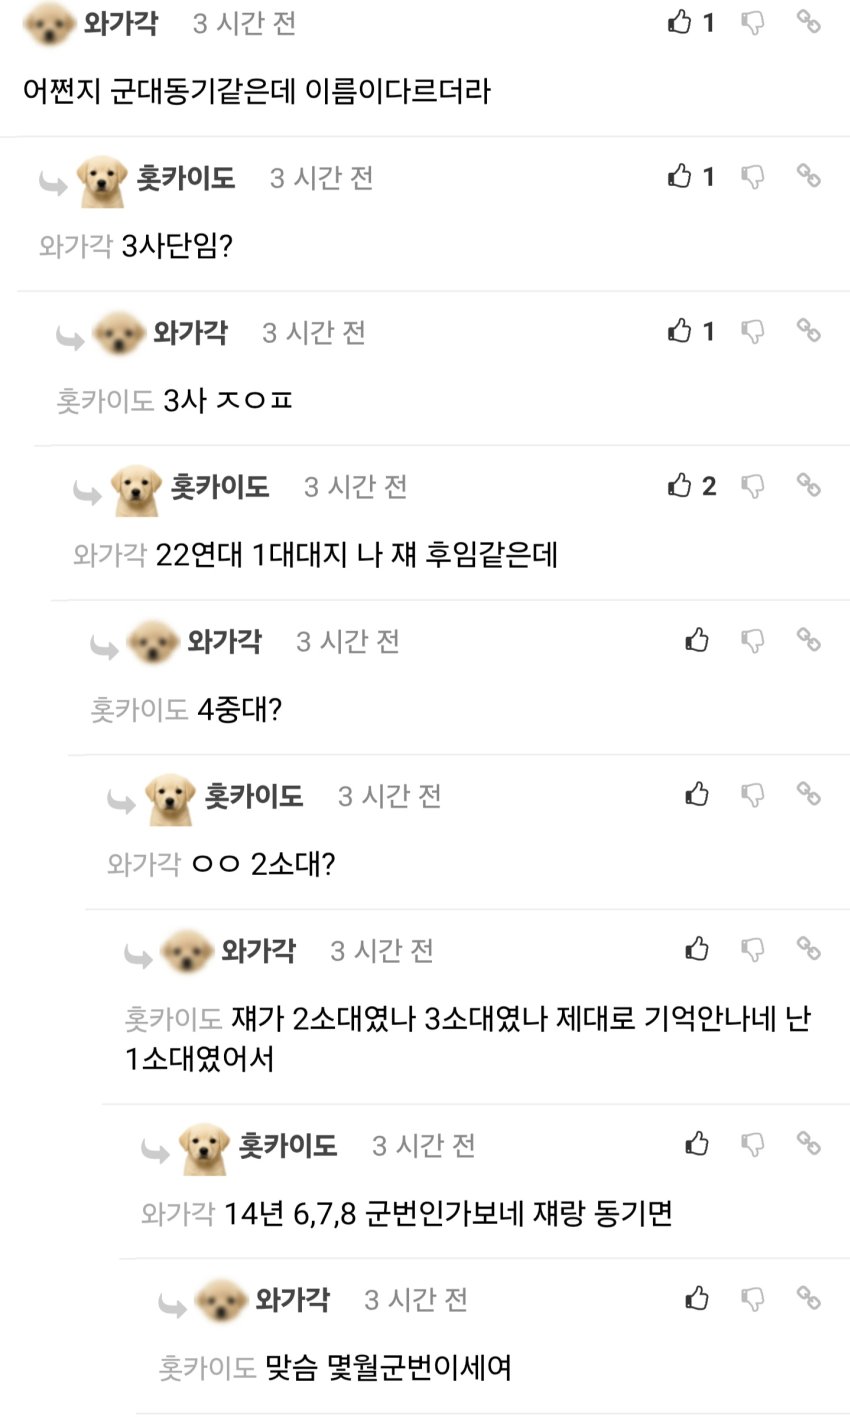 와가각 3 시간 전 1
어쩐지 군대동기같은데 이름이다르더라
홋카이도 3 시간 전 1
와가각 3사단임?
와가각 3 시간 전 1
홋카이도 3사 ㅈㅇㅍ
홋카이도 3 시간 전 2
와가각 22연대 1대대지 나 쟤 후임같은데
와가각 3 시간 전
홋카이도 4중대?
홋카이도 3 시간 전
와가각 ㅇㅇ 2소대?
와가각 3 시간 전
홋카이도 쟤가 2소대였나 3소대였나 제대로 기억안나네 난
1소대였어서
홋카이도 3 시간 전
와가각 14년 6,7,8 군번인가보네 쟤랑 동기면
와가각 3 시간 전
홋카이도 맞슴 몇월군번이세여